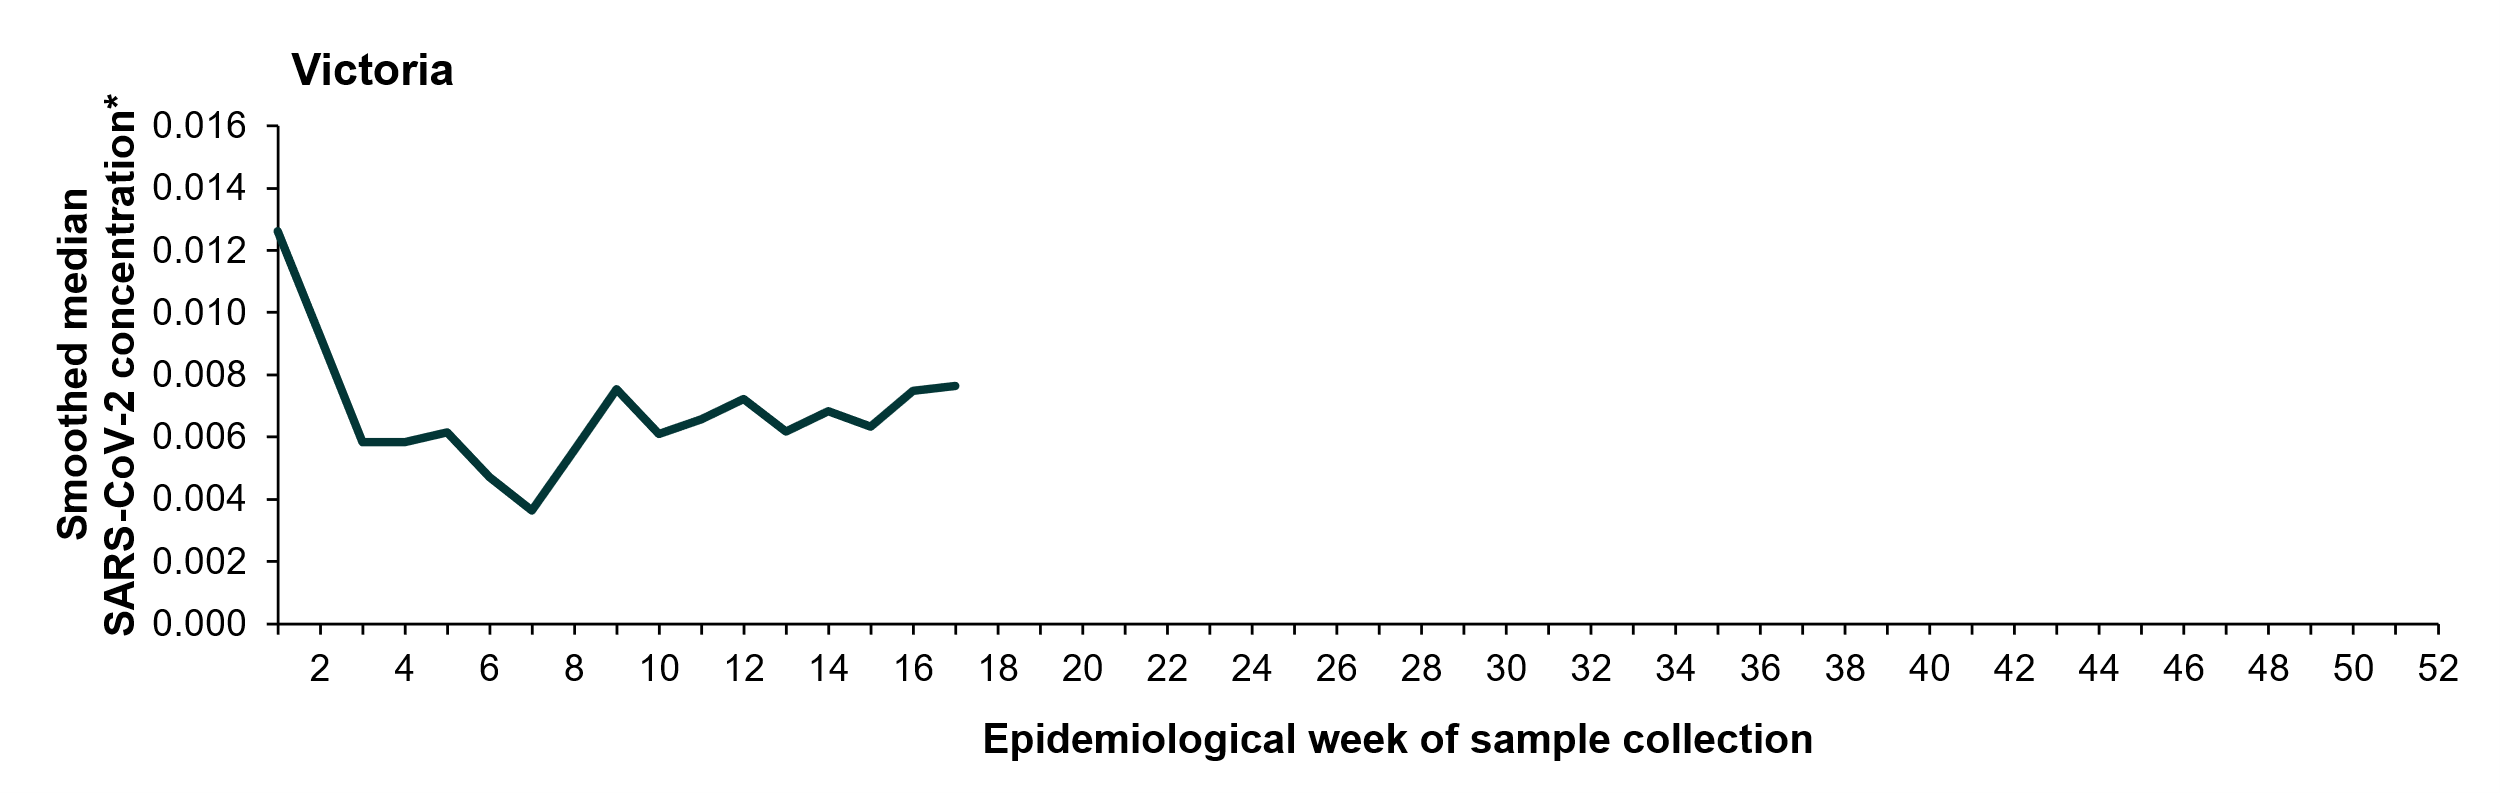 Victoria
Smoothed median
SARS-CoV-2 concentration*
0.016
0.014
0.012
0.010
0.008
0.006
0.004
0.002
0.000
2 4 6 8 10 12 14 16 18 20 22 24 26 28 30 32 34 36 38 40 42 44 46 48 50 52
Epidemiological week of sample collection